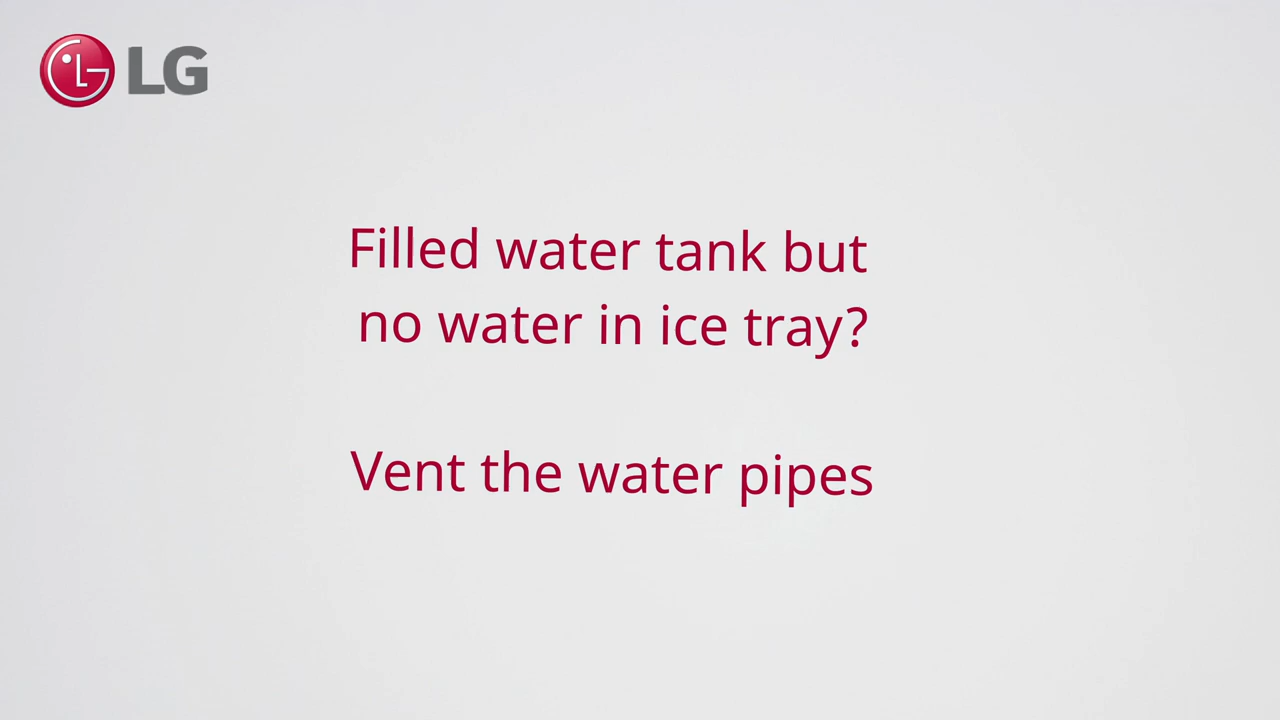 LG
Filled water tank but
no water in ice tray?
Vent the water pipes